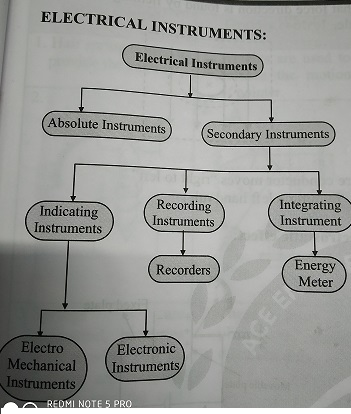 ELECTRICAL INSTRUMENTS:
Electrical Instruments
Absolute Instruments
Secondary Instruments
Indicating
Instruments
Recording
Instruments
Integrating
Instrument
Recorders
Energy
Meter
Electro
Mechanical
Instruments
Electronic
Instruments
ACE
REDMI NOTE 5 PRO